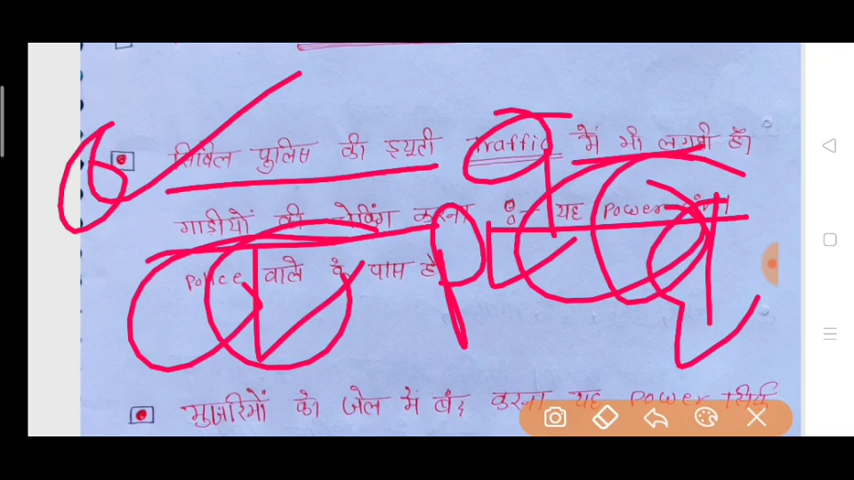 सिविल पुलिस की ड्यूटी Traffic में भी लगती है।
गाडीयों की चेकिंग करना :- यह Power
Police वाले के पास है
मुजरिमों को जेल में बंद करना यह Power सिर्फ